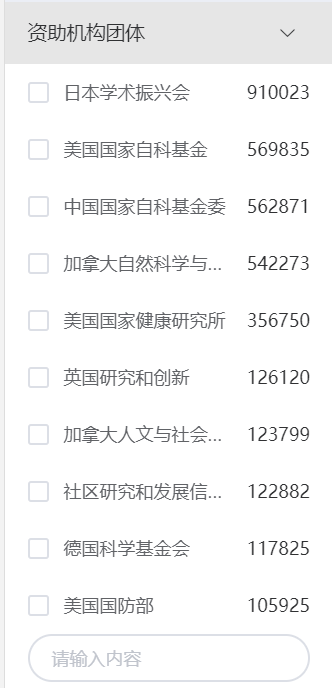 资助机构团体
日本学术振兴会 910023
美国国家自科基金 569835
中国国家自科基金委 562871
加拿大自然科学与... 542273
美国国家健康研究所 356750
英国研究和创新 126120
加拿大人文与社会... 123799
社区研究和发展信... 122882
德国科学基金会 117825
美国国防部 105925
请输入内容